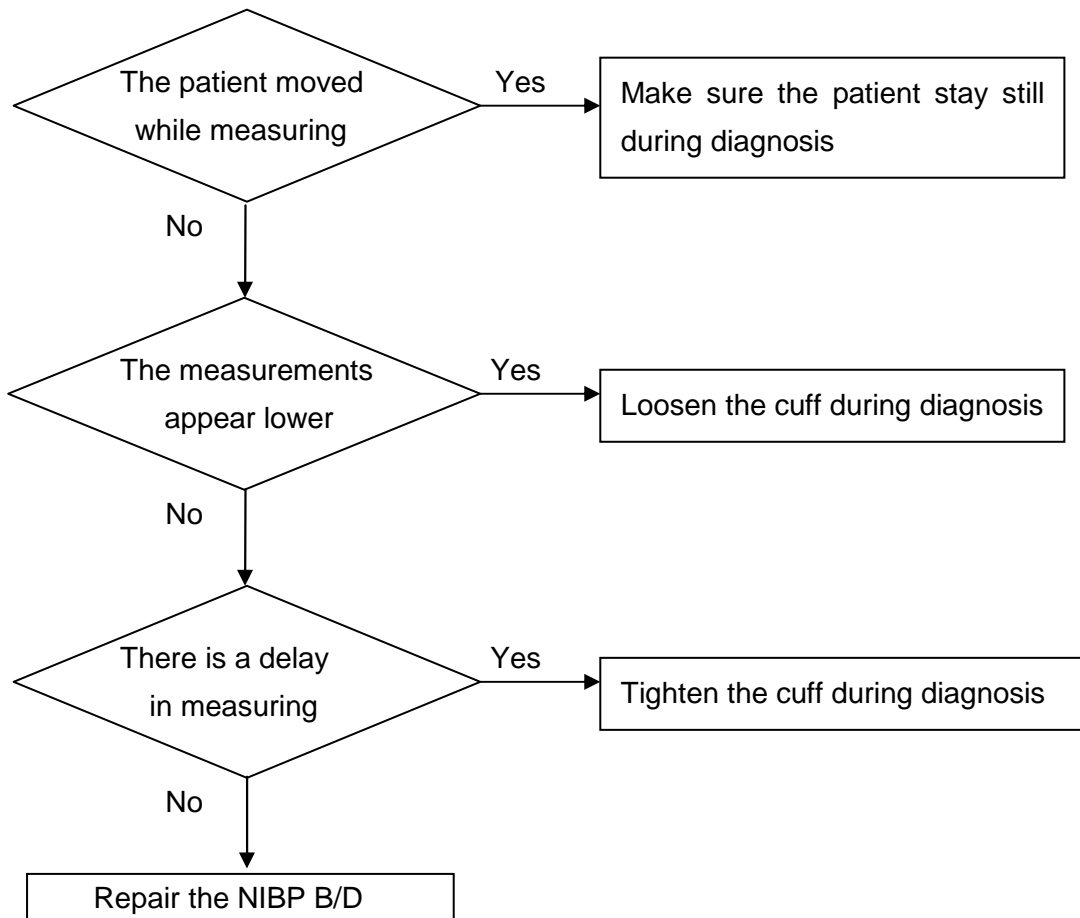 The patient moved
while measuring
Yes
Make sure the patient stay still
during diagnosis
No
The measurements
appear lower
Yes
Loosen the cuff during diagnosis
No
There is a delay
in measuring
Yes
Tighten the cuff during diagnosis
No
Repair the NIBP B/D